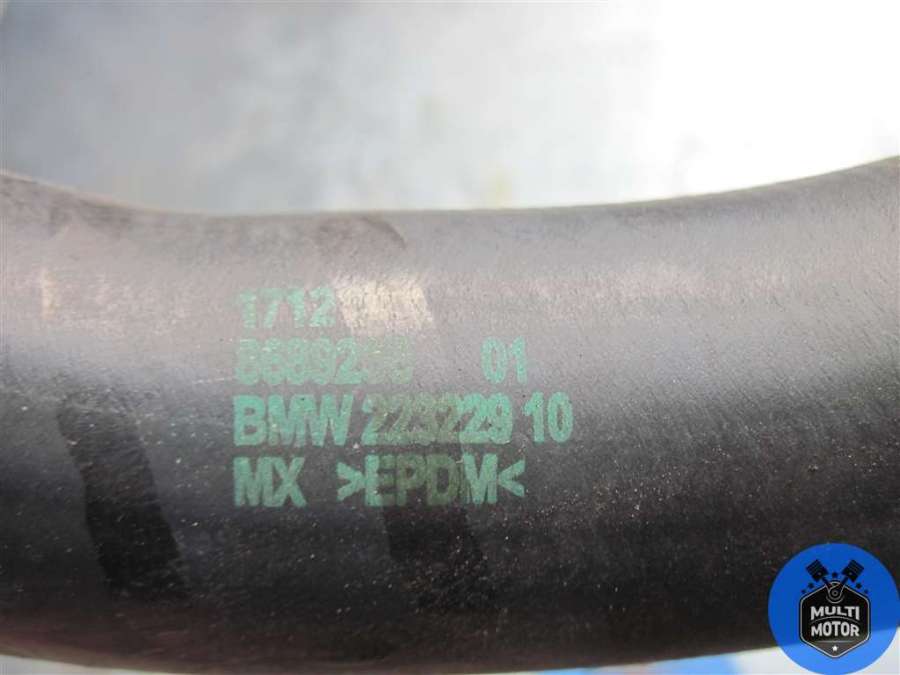 1712
01
BMW 223229 10
MX >EPDM<
MULTI
MOTOR